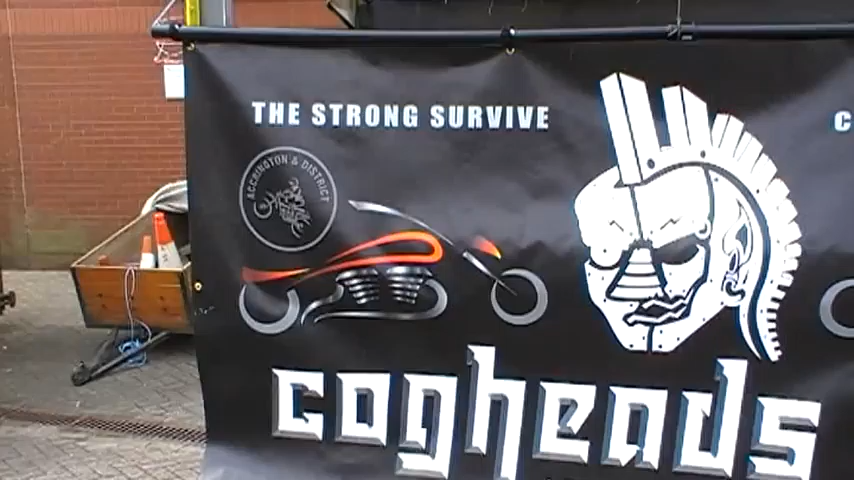 THE STRONG SURVIVE
C
ACCRINGTON & DISTRICT
cogheads